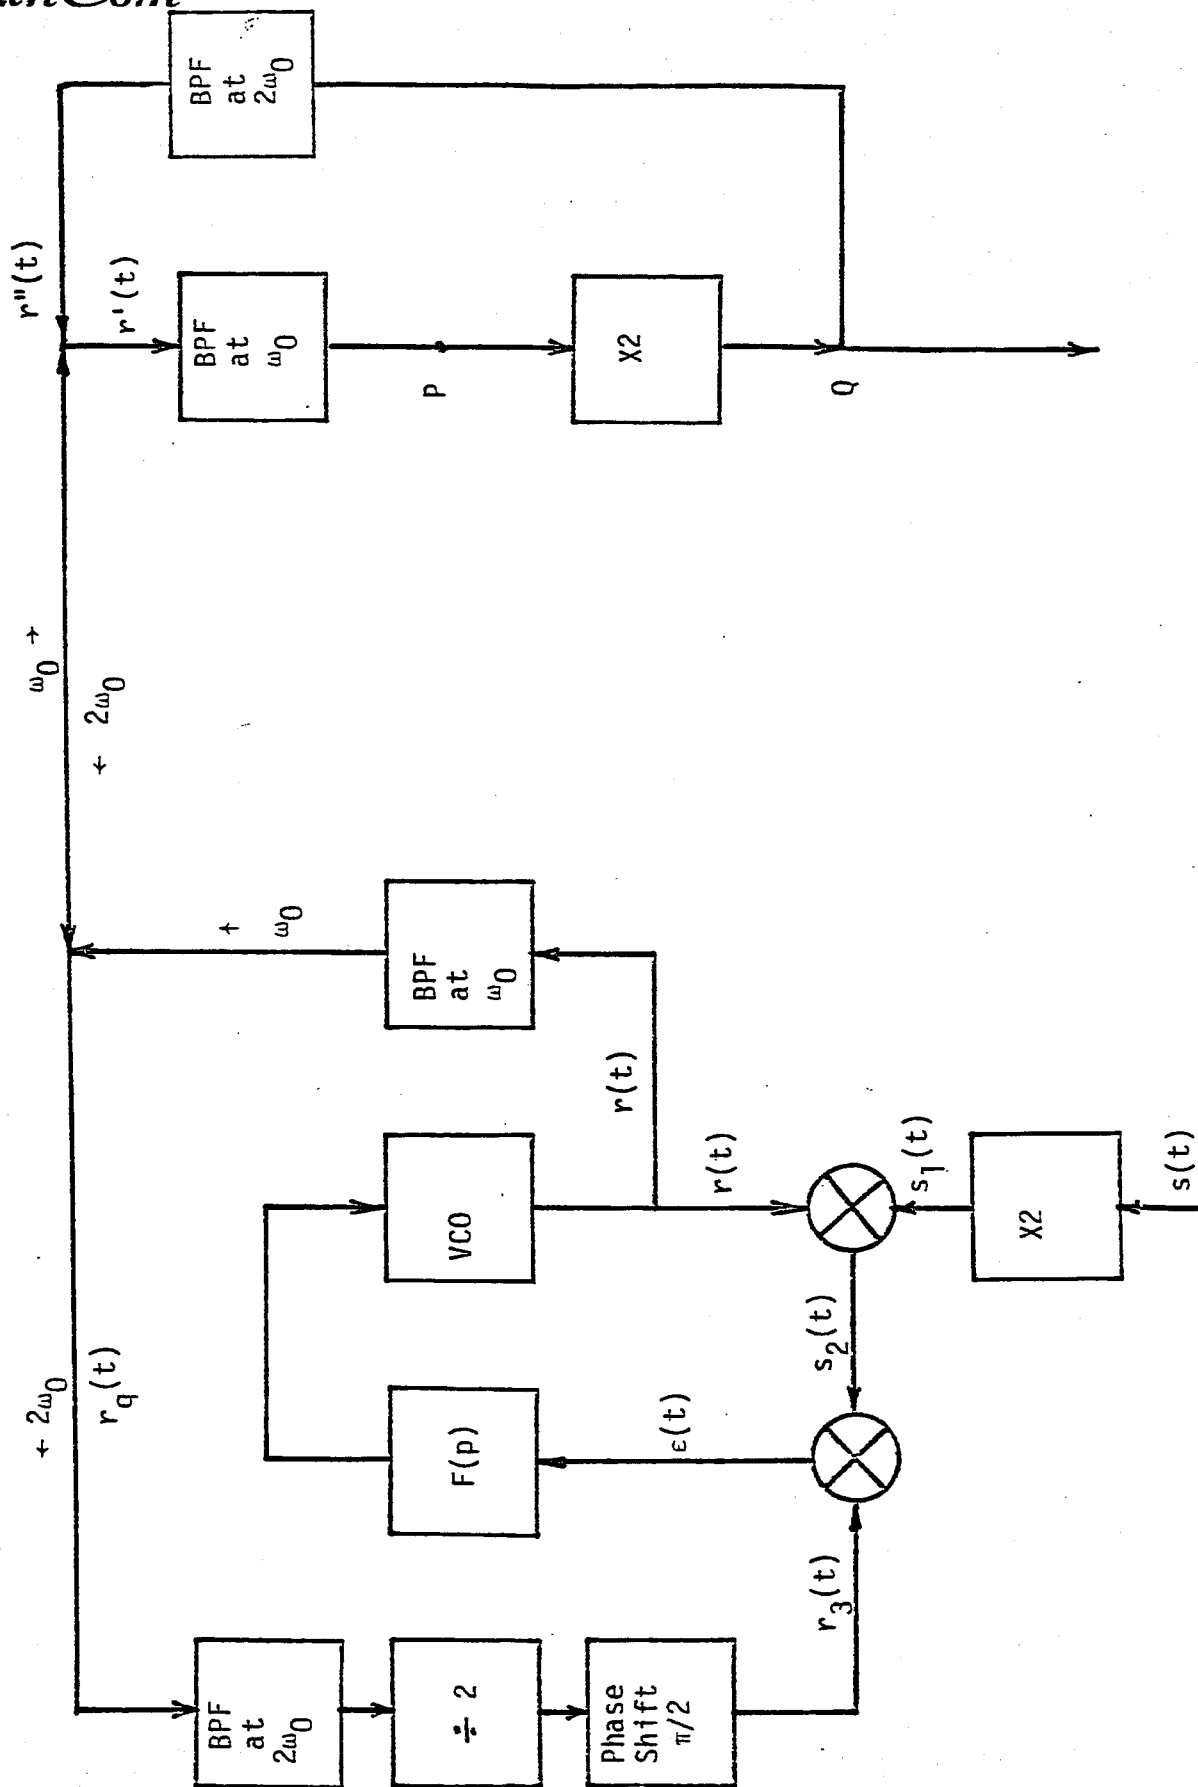 BPF
at
2ω0
r"(t)
r'(t)
BPF
at
ω0
P
X2
Q
ω0 →
← 2ω0
← ω0
BPF
at
ω0
r(t)
← 2ω0
rq(t)
VCO
r(t)
s1(t)
X2
s(t)
s2(t)
F(p)
ε(t)
r3(t)
BPF
at
2ω0
÷ 2
Phase
Shift
π/2